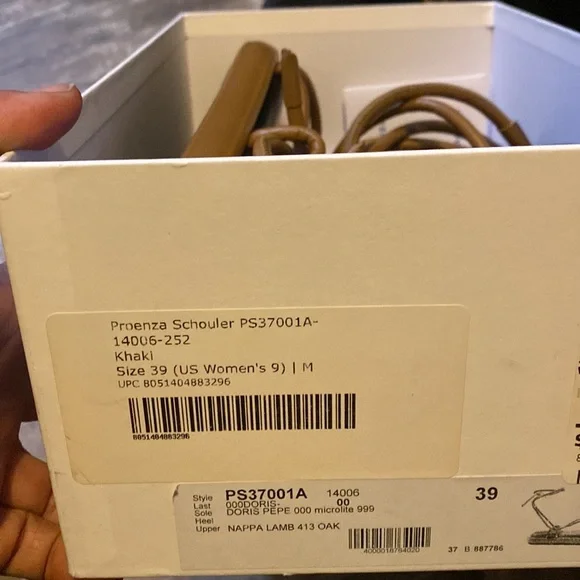 Proenza Schouler PS37001A-
14006-252
Khaki
Size 39 (US Women's 9) | M
UPC 8051404883296
8051404883296
Style PS37001A 14006 39
Last 000DORIS- 00
Sole DORIS PEPE 000 microlite 999
Heel
Upper NAPPA LAMB 413 OAK
37 B 887786